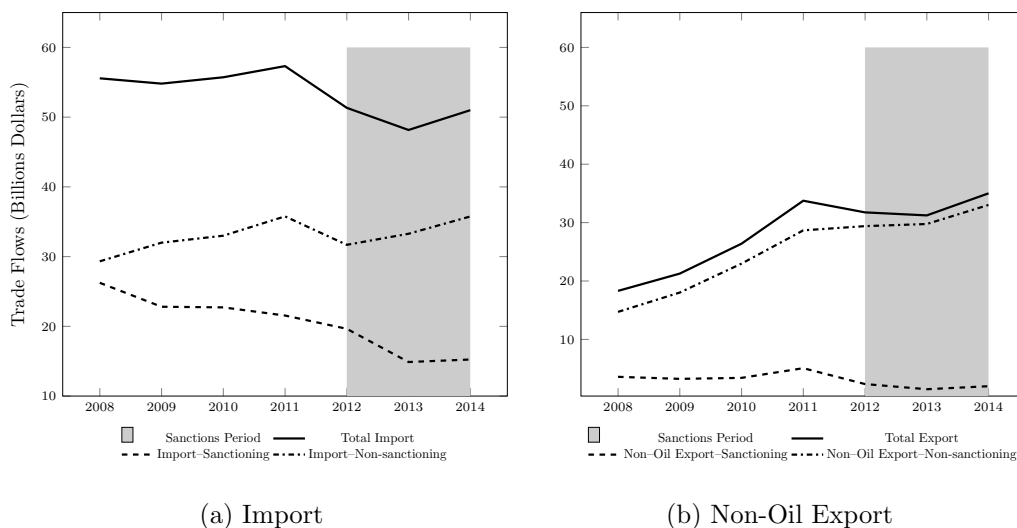 60
50
40
30
20
10
Trade Flows (Billions Dollars)
2008 2009 2010 2011 2012 2013 2014
Sanctions Period Total Import
Import–Sanctioning Import–Non-sanctioning
(a) Import
60
50
40
30
20
10
2008 2009 2010 2011 2012 2013 2014
Sanctions Period Total Export
Non–Oil Export–Sanctioning Non–Oil Export–Non-sanctioning
(b) Non-Oil Export